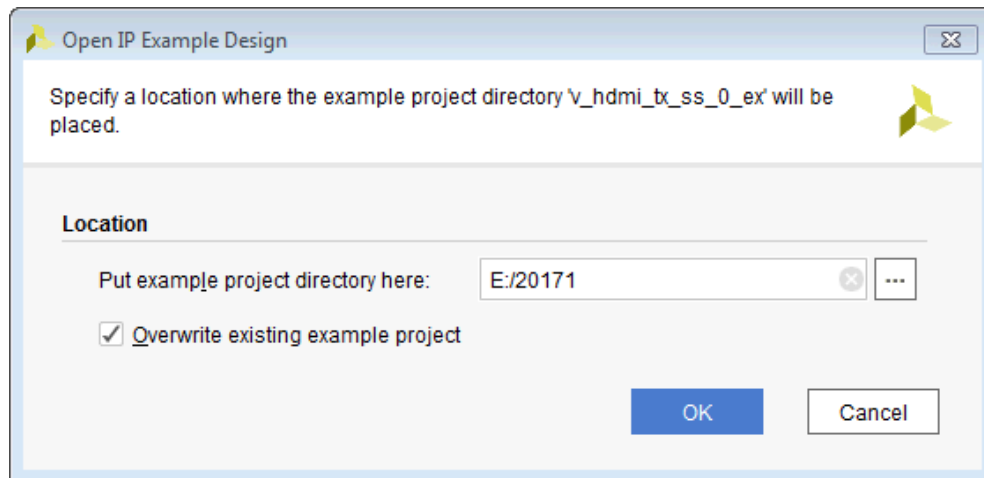 Open IP Example Design
Specify a location where the example project directory 'v_hdmi_tx_ss_0_ex' will be
placed.
Location
Put example project directory here: E:/20171 ...
Overwrite existing example project
OK Cancel